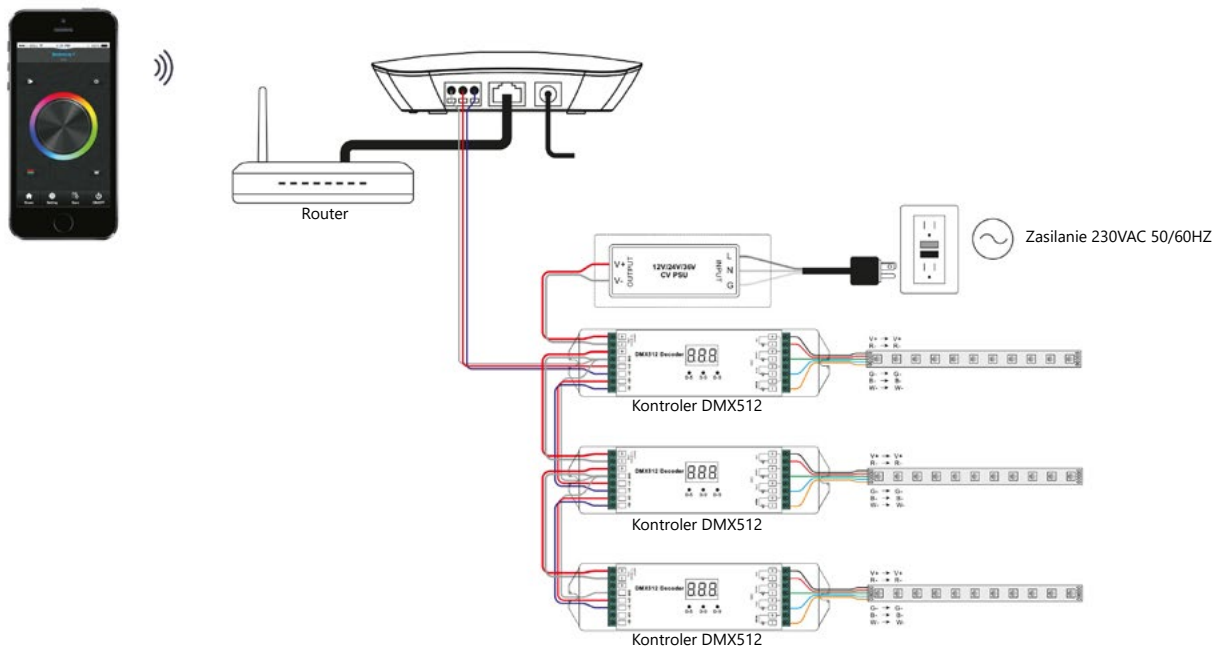 Router
Zasilanie 230VAC 50/60HZ
V+
V-
OUTPUT
12V/24V/36V
CV PSU
INPUT
L
N
G
DMX512 Decoder
Kontroler DMX512
V+ → V+
R- → R-
G- → G-
B- → B-
W- → W-
DMX512 Decoder
Kontroler DMX512
V+ → V+
R- → R-
G- → G-
B- → B-
W- → W-
DMX512 Decoder
Kontroler DMX512
V+ → V+
R- → R-
G- → G-
B- → B-
W- → W-